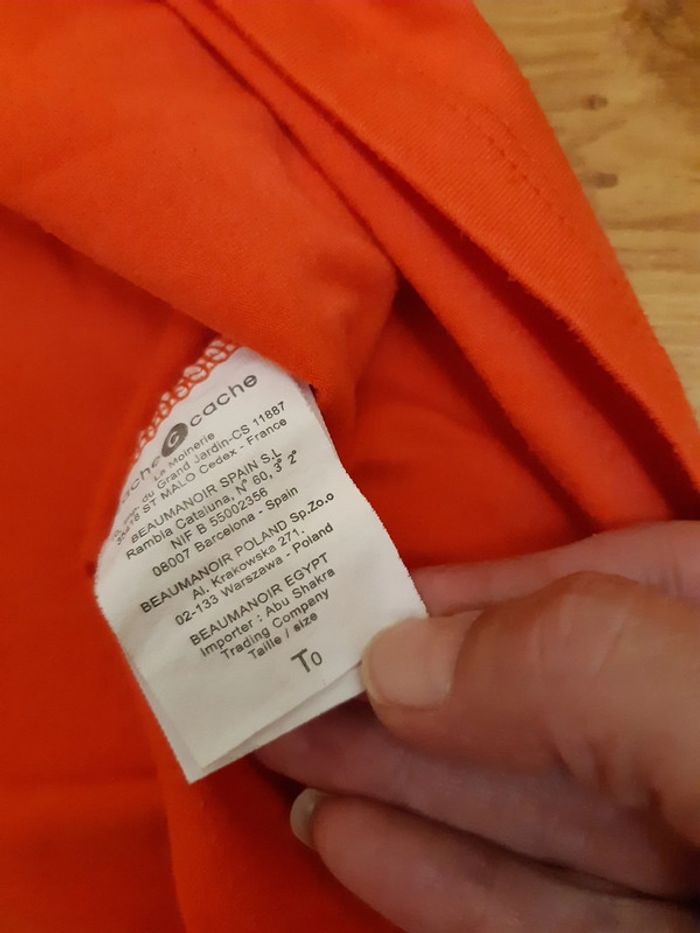 cache cache
La Moinerie
du Grand Jardin-CS 11887
ST MALO Cedex - France
BEAUMANOIR SPAIN S.L
Rambla Cataluna, N° 60, 3° 2°
NIF B 55002356
08007 Barcelona - Spain
BEAUMANOIR POLAND Sp.Zo.o
Al. Krakowska 271.
02-133 Warszawa - Poland
BEAUMANOIR EGYPT
Importer : Abu Shakra
Trading Company
Taille / size
T0